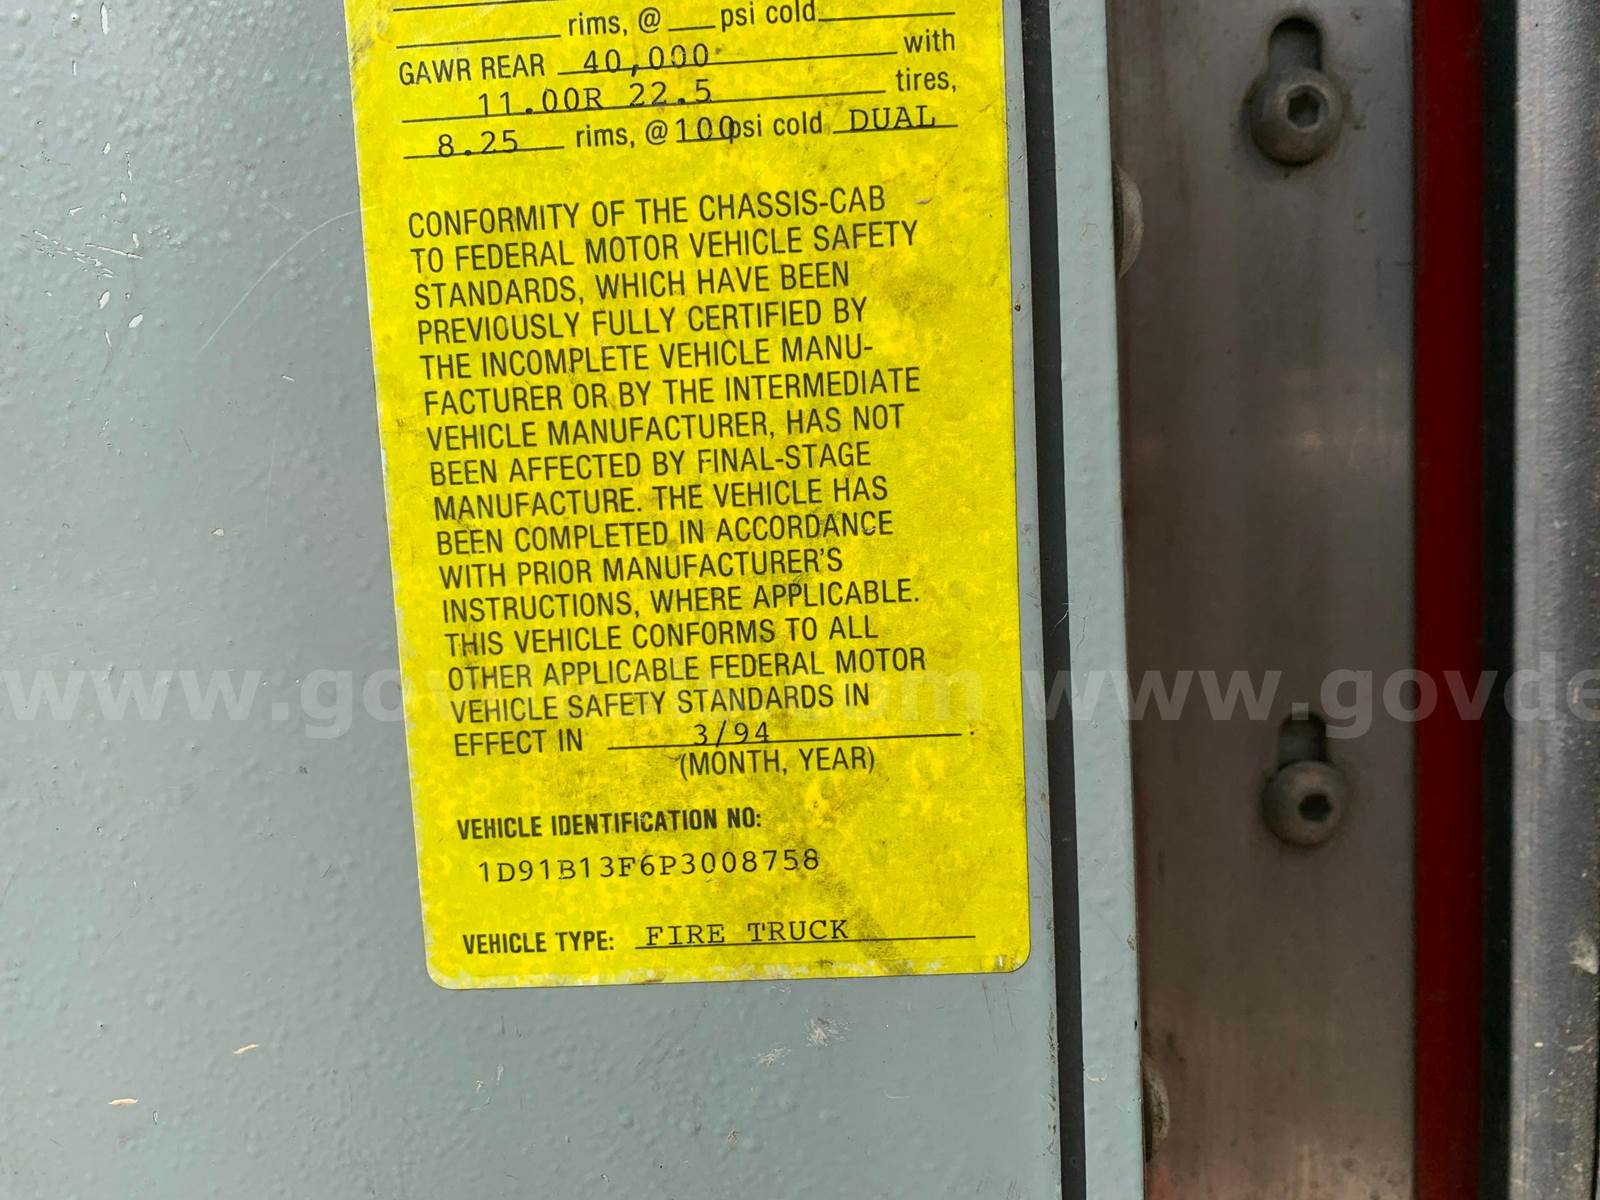 rims, @ psi cold
GAWR REAR 40,000 with
11.00R 22.5 tires,
8.25 rims, @ 100 psi cold DUAL
CONFORMITY OF THE CHASSIS-CAB
TO FEDERAL MOTOR VEHICLE SAFETY
STANDARDS, WHICH HAVE BEEN
PREVIOUSLY FULLY CERTIFIED BY
THE INCOMPLETE VEHICLE MANU-
FACTURER OR BY THE INTERMEDIATE
VEHICLE MANUFACTURER, HAS NOT
BEEN AFFECTED BY FINAL-STAGE
MANUFACTURE. THE VEHICLE HAS
BEEN COMPLETED IN ACCORDANCE
WITH PRIOR MANUFACTURER'S
INSTRUCTIONS, WHERE APPLICABLE.
THIS VEHICLE CONFORMS TO ALL
OTHER APPLICABLE FEDERAL MOTOR
VEHICLE SAFETY STANDARDS IN
EFFECT IN 3/94.
(MONTH, YEAR)
VEHICLE IDENTIFICATION NO:
1D91B13F6P3008758
VEHICLE TYPE: FIRE TRUCK